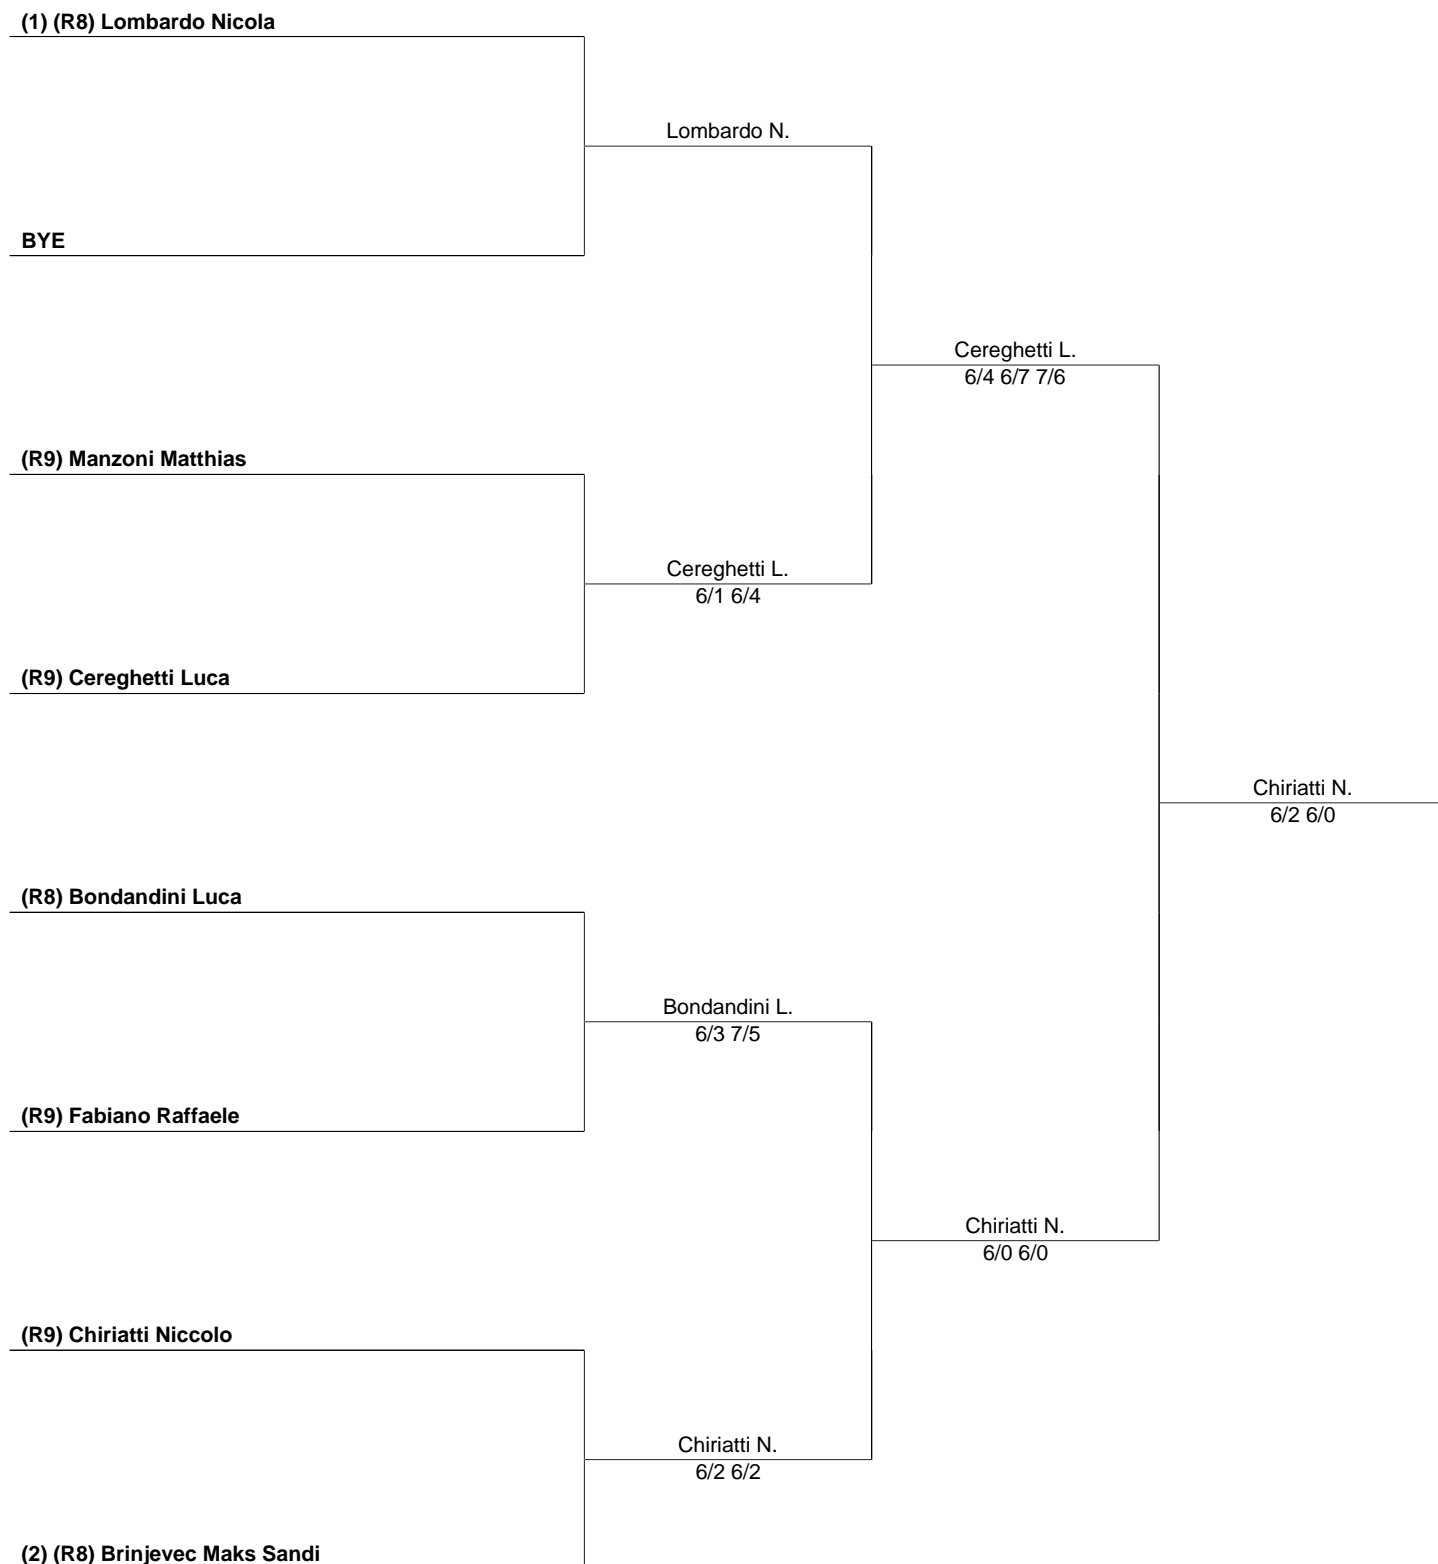 (1) (R8) Lombardo Nicola
Lombardo N.
BYE
Cereghetti L.
6/4 6/7 7/6
(R9) Manzoni Matthias
Cereghetti L.
6/1 6/4
(R9) Cereghetti Luca
Chiriatti N.
6/2 6/0
(R8) Bondandini Luca
Bondandini L.
6/3 7/5
(R9) Fabiano Raffaele
Chiriatti N.
6/0 6/0
(R9) Chiriatti Niccolo
Chiriatti N.
6/2 6/2
(2) (R8) Brinjevec Maks Sandi